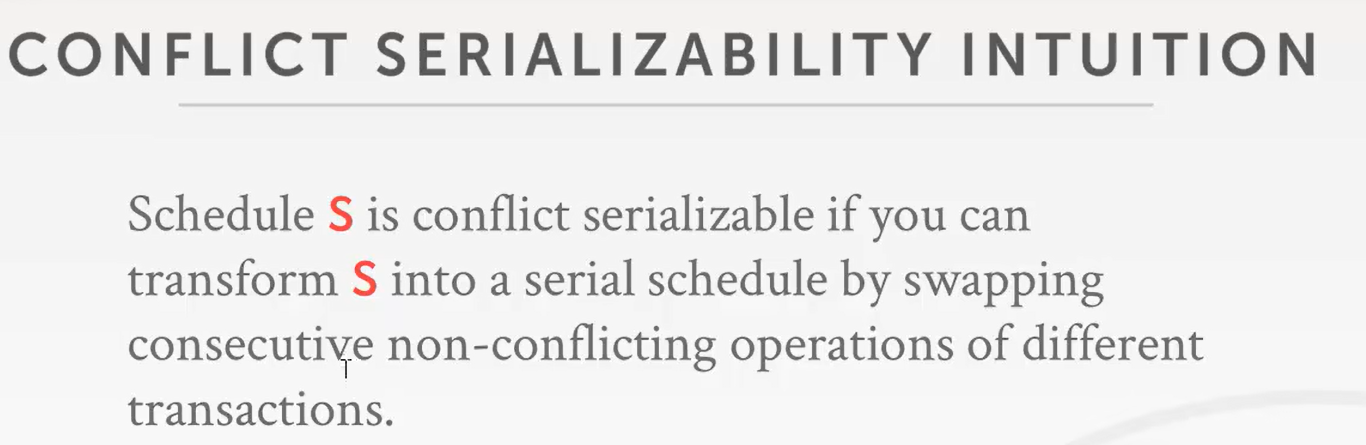 CONFLICT SERIALIZABILITY INTUITION
Schedule S is conflict serializable if you can
transform S into a serial schedule by swapping
consecutive non-conflicting operations of different
transactions.